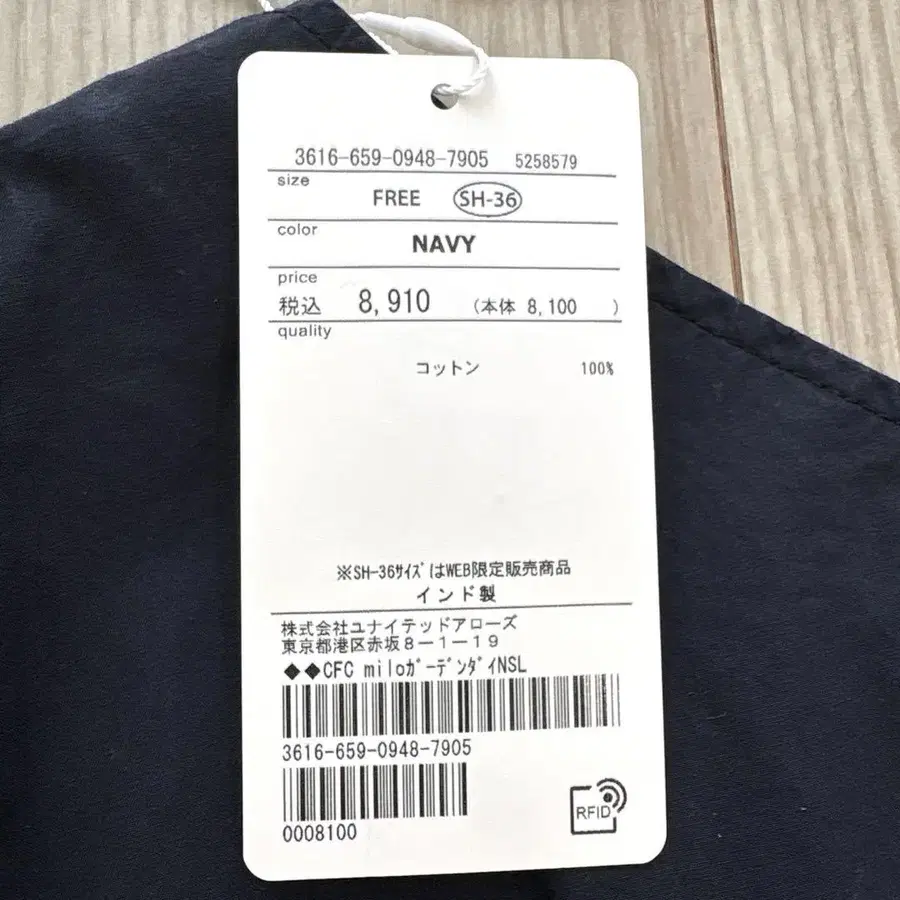 3616-659-0948-7905 5258579
size
FREE SH-36
color
NAVY
price
税込 8,910 (本体 8,100 )
quality
コットン 100%
※SH-36ｻｲｽﾞはWEB限定販売商品
インド製
株式会社ユナイテッドアローズ
東京都港区赤坂8-1-19
◆◆CFC miloｶﾞｰﾃﾞﾝﾀﾞｲNSL
3616-659-0948-7905
0008100
RFID